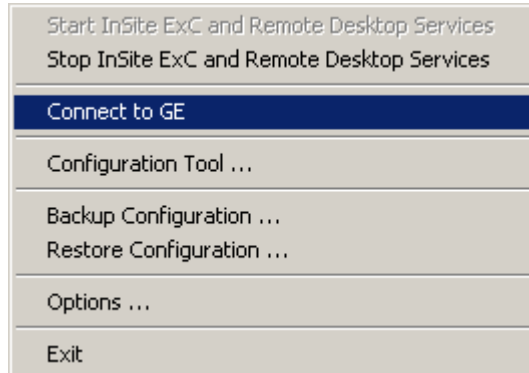 Start InSite ExC and Remote Desktop Services
Stop InSite ExC and Remote Desktop Services
Connect to GE
Configuration Tool ...
Backup Configuration ...
Restore Configuration ...
Options ...
Exit